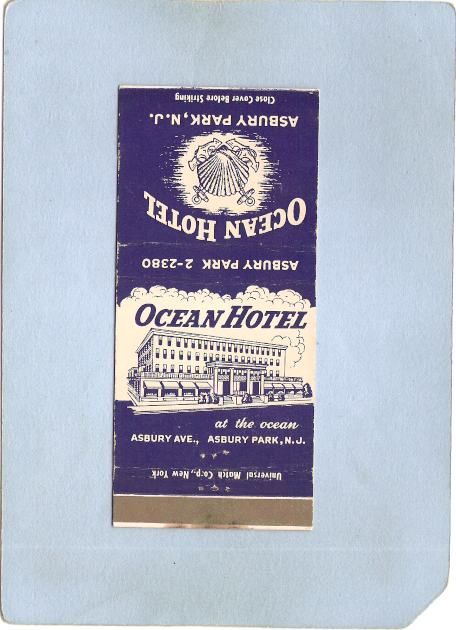 Close Cover Before Striking
ASBURY PARK, N.J.
OCEAN HOTEL
ASBURY PARK 2-2380
OCEAN HOTEL
at the ocean
ASBURY AVE., ASBURY PARK, N.J.
Universal Match Corp., New York